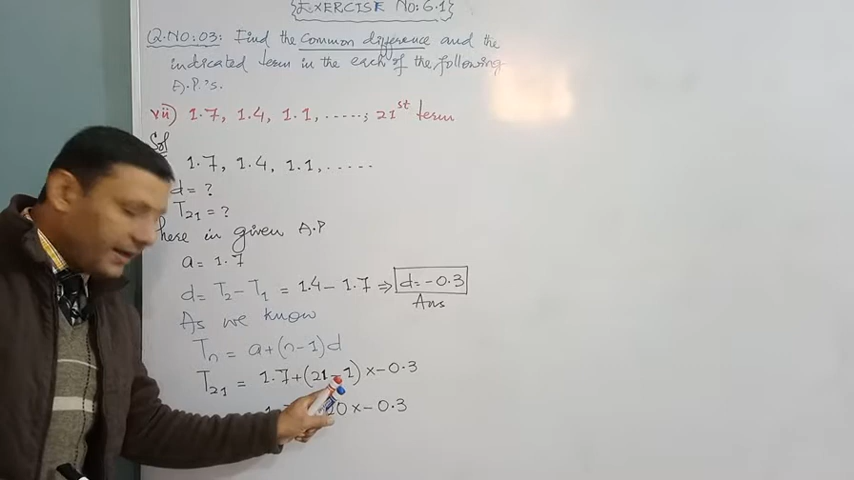 EXERCISE No: 6.1
Q.NO:03: Find the Common difference and the
indicated term in the each of the following
A.P.'s.
vii) 1.7, 1.4, 1.1, .....; 21st term
Sol
1.7, 1.4, 1.1, .....
d = ?
T21 = ?
here in given A.P
a = 1.7
d = T2 - T1 = 1.4 - 1.7 ⇒ d = -0.3
Ans
As we know
Tn = a+(n-1)d
T21 = 1.7+(21-1)x-0.3
20x-0.3